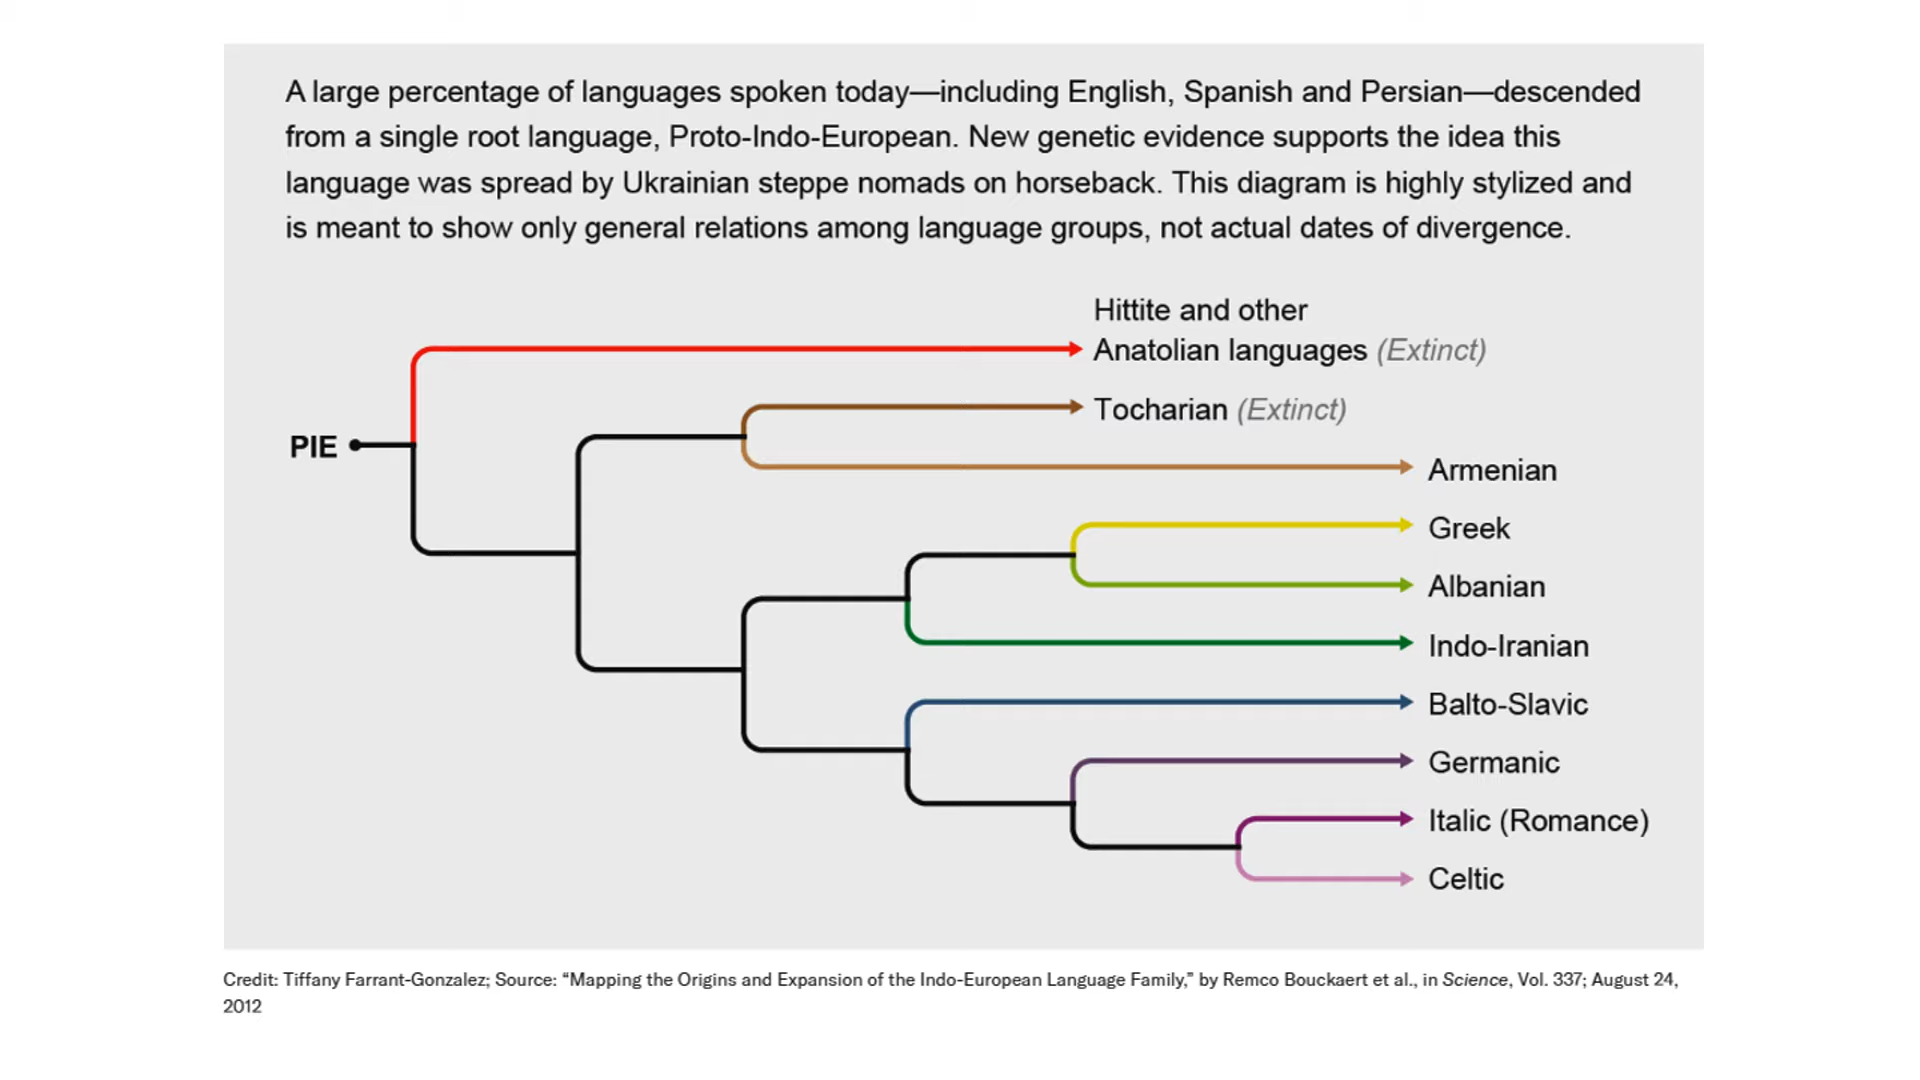 A large percentage of languages spoken today—including English, Spanish and Persian—descended
from a single root language, Proto-Indo-European. New genetic evidence supports the idea this
language was spread by Ukrainian steppe nomads on horseback. This diagram is highly stylized and
is meant to show only general relations among language groups, not actual dates of divergence.
Hittite and other
Anatolian languages (Extinct)
Tocharian (Extinct)
PIE
Armenian
Greek
Albanian
Indo-Iranian
Balto-Slavic
Germanic
Italic (Romance)
Celtic
Credit: Tiffany Farrant-Gonzalez; Source: “Mapping the Origins and Expansion of the Indo-European Language Family,” by Remco Bouckaert et al., in Science, Vol. 337; August 24,
2012